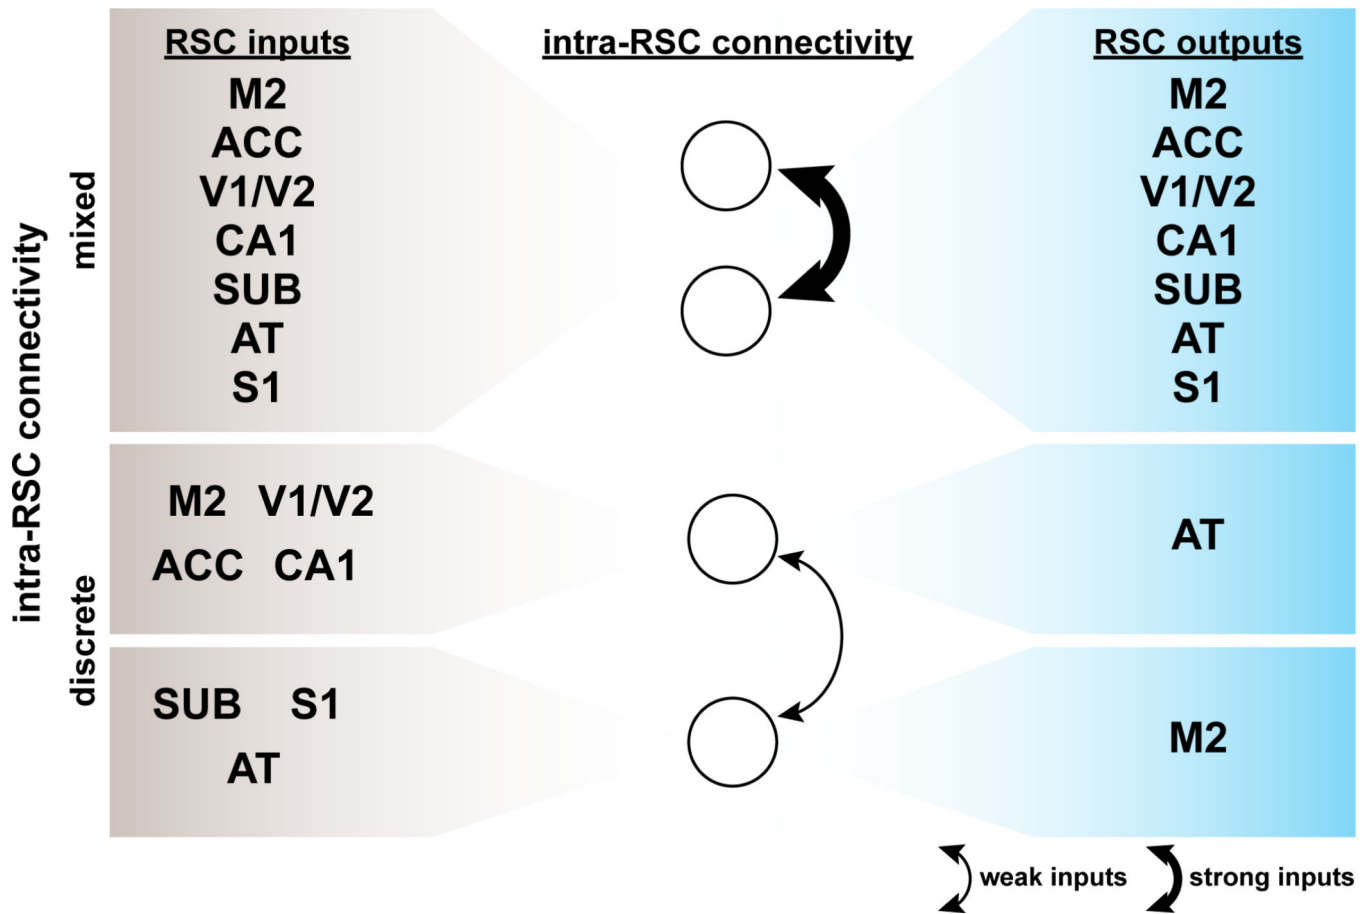 RSC inputs
intra-RSC connectivity
RSC outputs
intra-RSC connectivity
mixed
M2
ACC
V1/V2
CA1
SUB
AT
S1
M2
ACC
V1/V2
CA1
SUB
AT
S1
discrete
M2 V1/V2
ACC CA1
AT
SUB S1
AT
M2
weak inputs
strong inputs